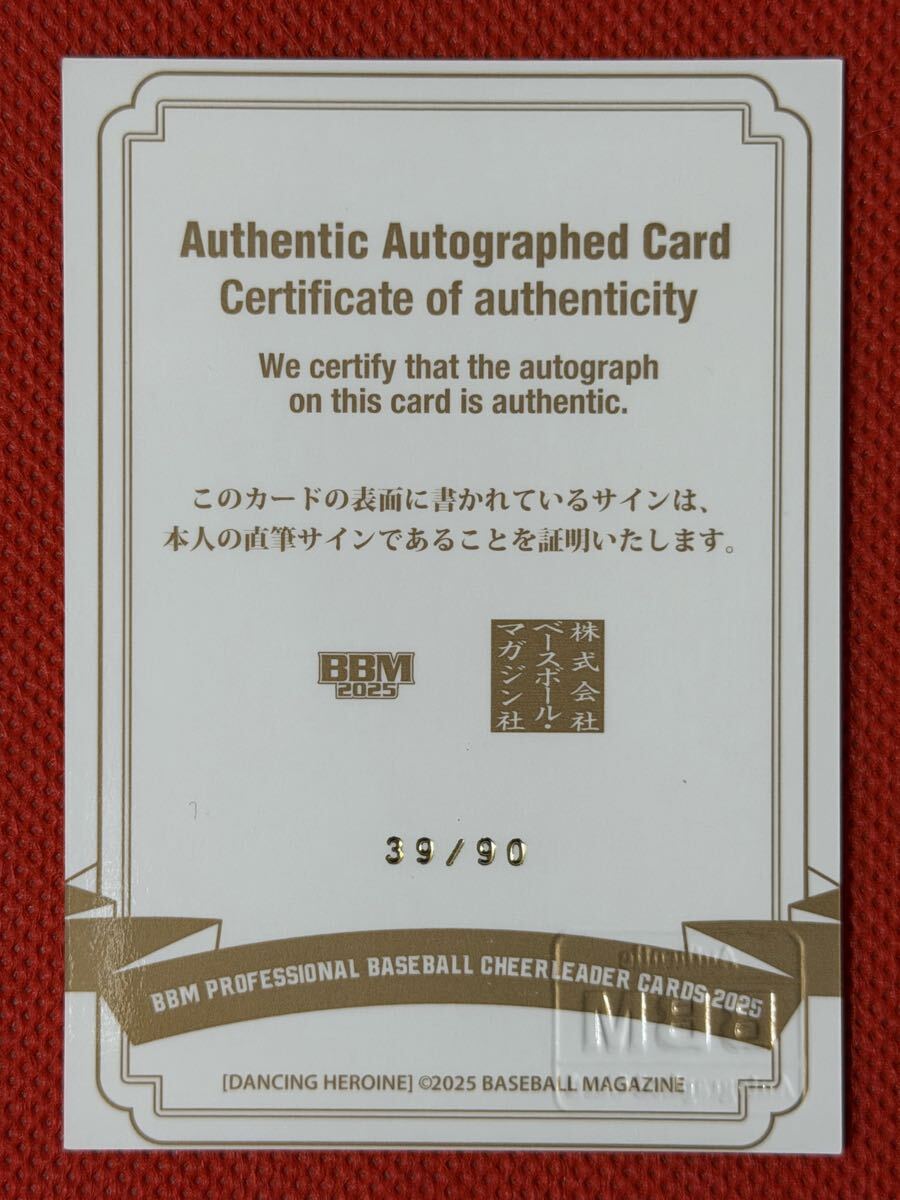 Authentic Autographed Card
Certificate of authenticity
We certify that the autograph
on this card is authentic.
このカードの表面に書かれているサインは、
本人の直筆サインであることを証明いたします。
BBM
2025
株式会社
ベースボール・
マガジン社
39/90
BBM PROFESSIONAL BASEBALL CHEERLEADER CARDS 2025
Authentic
BBM
[DANCING HEROINE] ©2025 BASEBALL MAGAZINE